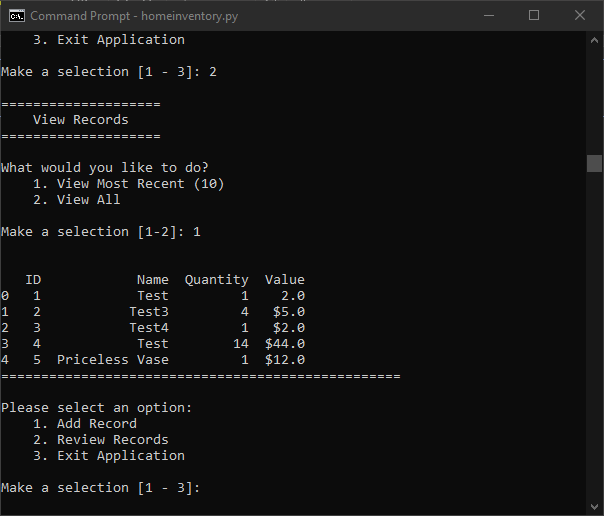 Command Prompt - homeinventory.py
    3. Exit Application
Make a selection [1 - 3]: 2
====================
    View Records
====================
What would you like to do?
    1. View Most Recent (10)
    2. View All
Make a selection [1-2]: 1
   ID            Name  Quantity  Value
0   1            Test         1    2.0
1   2           Test3         4   $5.0
2   3           Test4         1   $2.0
3   4            Test        14  $44.0
4   5  Priceless Vase         1  $12.0
==================================================
Please select an option:
    1. Add Record
    2. Review Records
    3. Exit Application
Make a selection [1 - 3]: